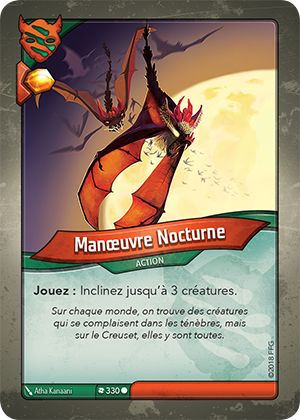 Manœuvre Nocturne
ACTION
Jouez : Inclinez jusqu'à 3 créatures.
Sur chaque monde, on trouve des créatures
qui se complaisent dans les ténèbres, mais
sur le Creuset, elles y sont toutes.
©2018 FFG
Atha Kanaani
330